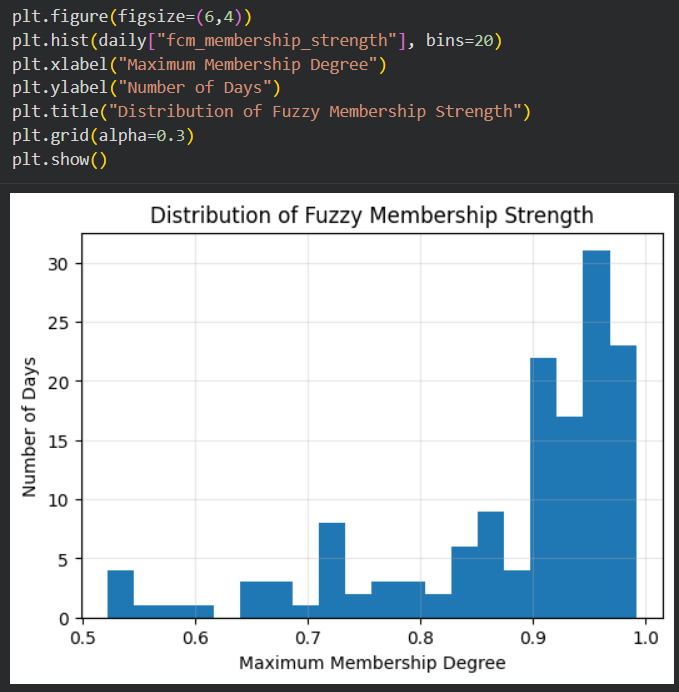 plt.figure(figsize=(6,4))
plt.hist(daily["fcm_membership_strength"], bins=20)
plt.xlabel("Maximum Membership Degree")
plt.ylabel("Number of Days")
plt.title("Distribution of Fuzzy Membership Strength")
plt.grid(alpha=0.3)
plt.show()
Distribution of Fuzzy Membership Strength
Number of Days
30
25
20
15
10
5
0
0.5 0.6 0.7 0.8 0.9 1.0
Maximum Membership Degree